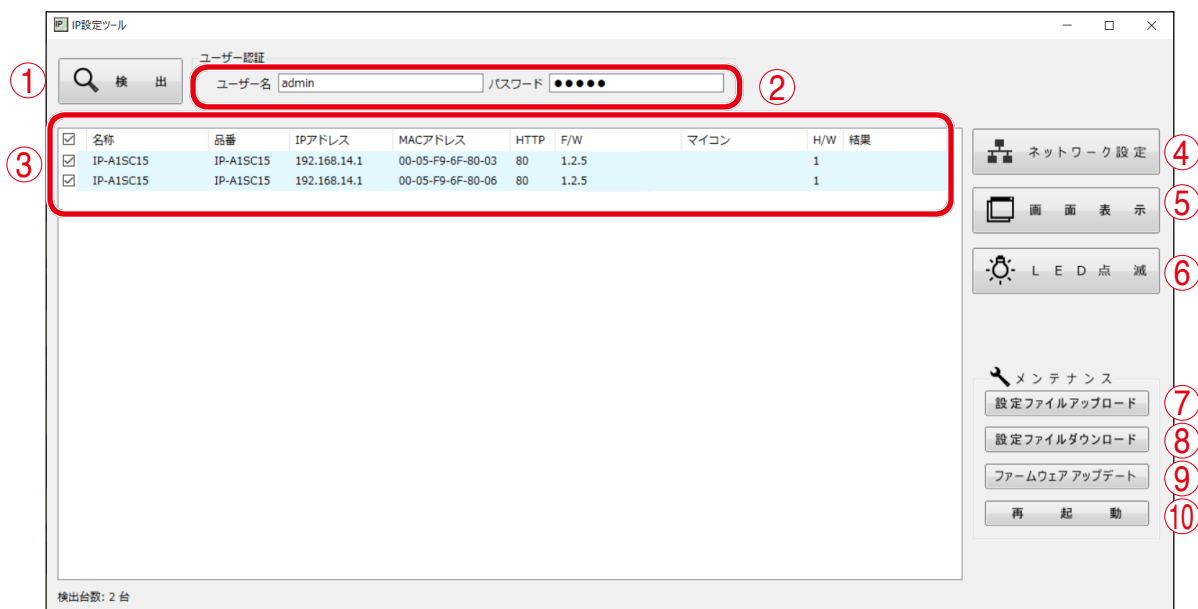 IP IP設定ツール
① 検 出
ユーザー認証
ユーザー名 admin パスワード ●●●●● ②
③
名称 品番 IPアドレス MACアドレス HTTP F/W マイコン H/W 結果
IP-A1SC15 IP-A1SC15 192.168.14.1 00-05-F9-6F-80-03 80 1.2.5 1
IP-A1SC15 IP-A1SC15 192.168.14.1 00-05-F9-6F-80-06 80 1.2.5 1
ネットワーク設定 ④
画 面 表 示 ⑤
L E D 点 滅 ⑥
メンテナンス
設定ファイルアップロード ⑦
設定ファイルダウンロード ⑧
ファームウェア アップデート ⑨
再 起 動 ⑩
検出台数: 2 台